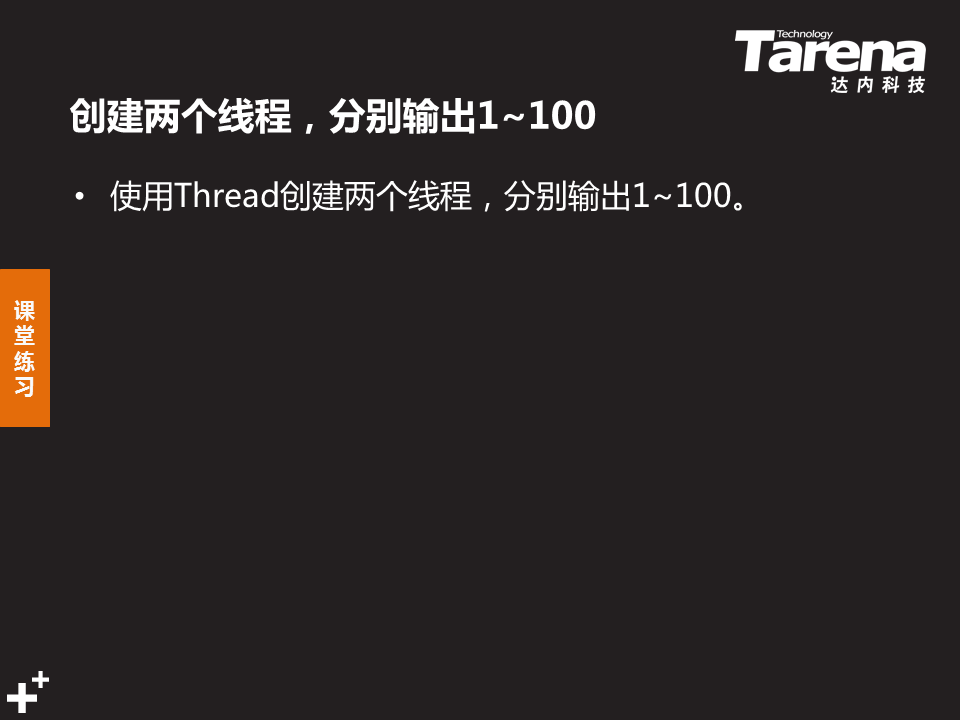 Technology
Tarena
达内科技
创建两个线程，分别输出1~100
• 使用Thread创建两个线程，分别输出1~100。
课
堂
练
习